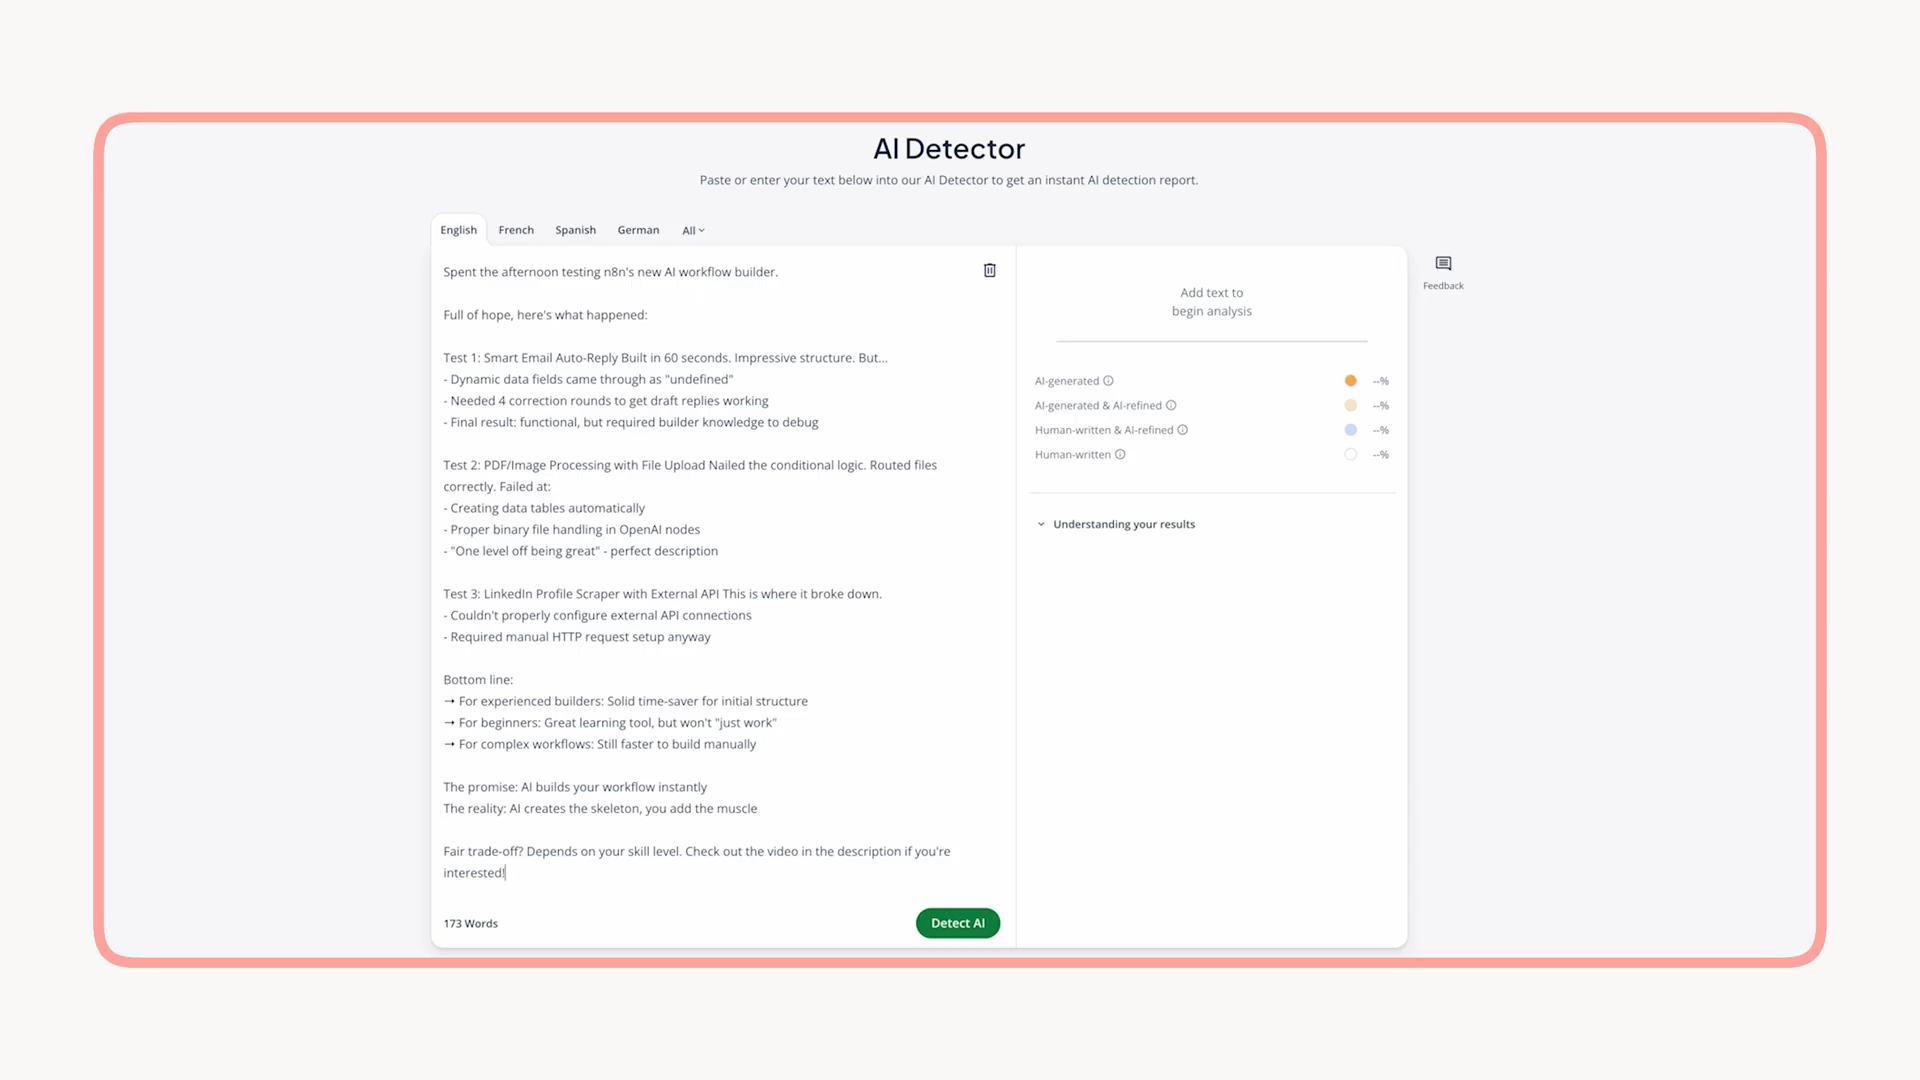 AI Detector
Paste or enter your text below into our AI Detector to get an instant AI detection report.
English French Spanish German All
Spent the afternoon testing n8n's new AI workflow builder.
Full of hope, here's what happened:
Test 1: Smart Email Auto-Reply Built in 60 seconds. Impressive structure. But...
- Dynamic data fields came through as "undefined"
- Needed 4 correction rounds to get draft replies working
- Final result: functional, but required builder knowledge to debug
Test 2: PDF/Image Processing with File Upload Nailed the conditional logic. Routed files
correctly. Failed at:
- Creating data tables automatically
- Proper binary file handling in OpenAI nodes
- "One level off being great" - perfect description
Test 3: LinkedIn Profile Scraper with External API This is where it broke down.
- Couldn't properly configure external API connections
- Required manual HTTP request setup anyway
Bottom line:
→ For experienced builders: Solid time-saver for initial structure
→ For beginners: Great learning tool, but won't "just work"
→ For complex workflows: Still faster to build manually
The promise: AI builds your workflow instantly
The reality: AI creates the skeleton, you add the muscle
Fair trade-off? Depends on your skill level. Check out the video in the description if you're
interested!
173 Words
Detect AI
Add text to
begin analysis
AI-generated --%
AI-generated & AI-refined --%
Human-written & AI-refined --%
Human-written --%
Understanding your results
Feedback